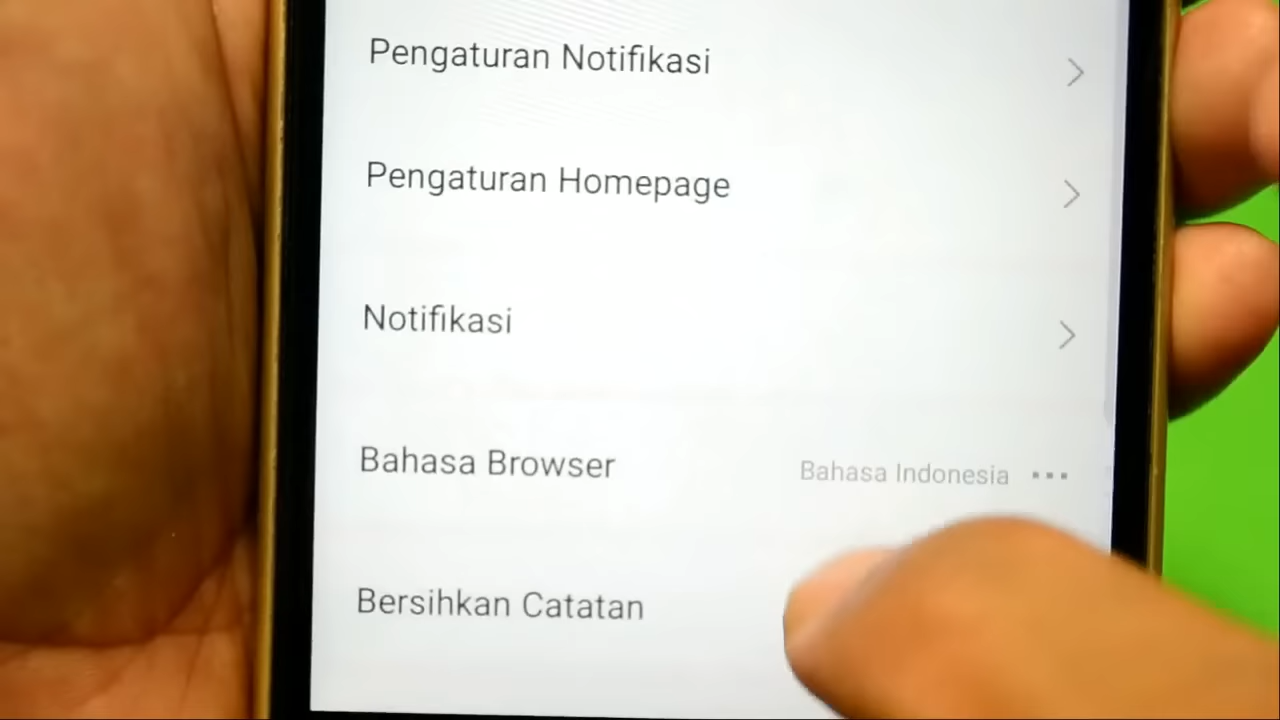 Pengaturan Notifikasi
Pengaturan Homepage
Notifikasi
Bahasa Browser Bahasa Indonesia
Bersihkan Catatan